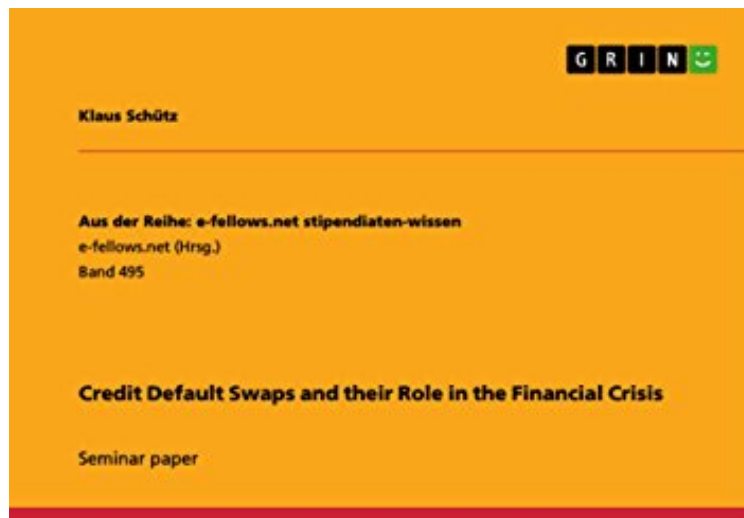 GRIN
Klaus Schütz
Aus der Reihe: e-fellows.net stipendiaten-wissen
e-fellows.net (Hrsg.)
Band 495
Credit Default Swaps and their Role in the Financial Crisis
Seminar paper